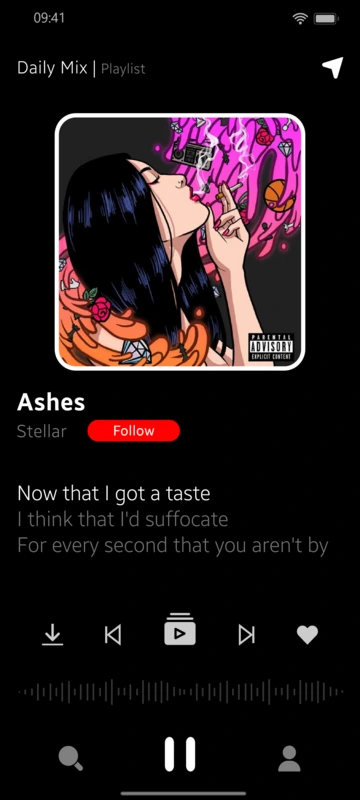 09:41
Daily Mix | Playlist
PARENTAL
ADVISORY
EXPLICIT CONTENT
Ashes
Stellar
Follow
Now that I got a taste
I think that I'd suffocate
For every second that you aren't by